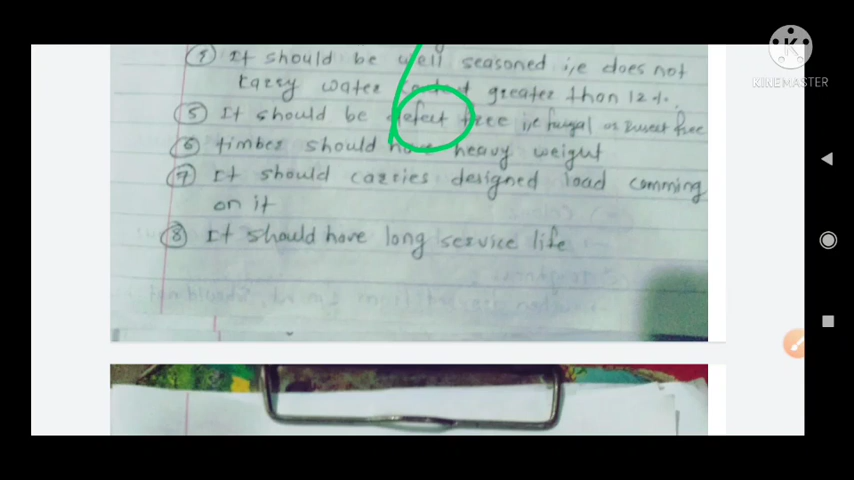 ④ It should be well seasoned i,e does not
carry water content greater than 12%.
⑤ It should be defect free i,e fungal or Insect free
⑥ timber should have heavy weight
⑦ It should carries designed load comming
on it
⑧ It should have long service life
K
KINEMASTER